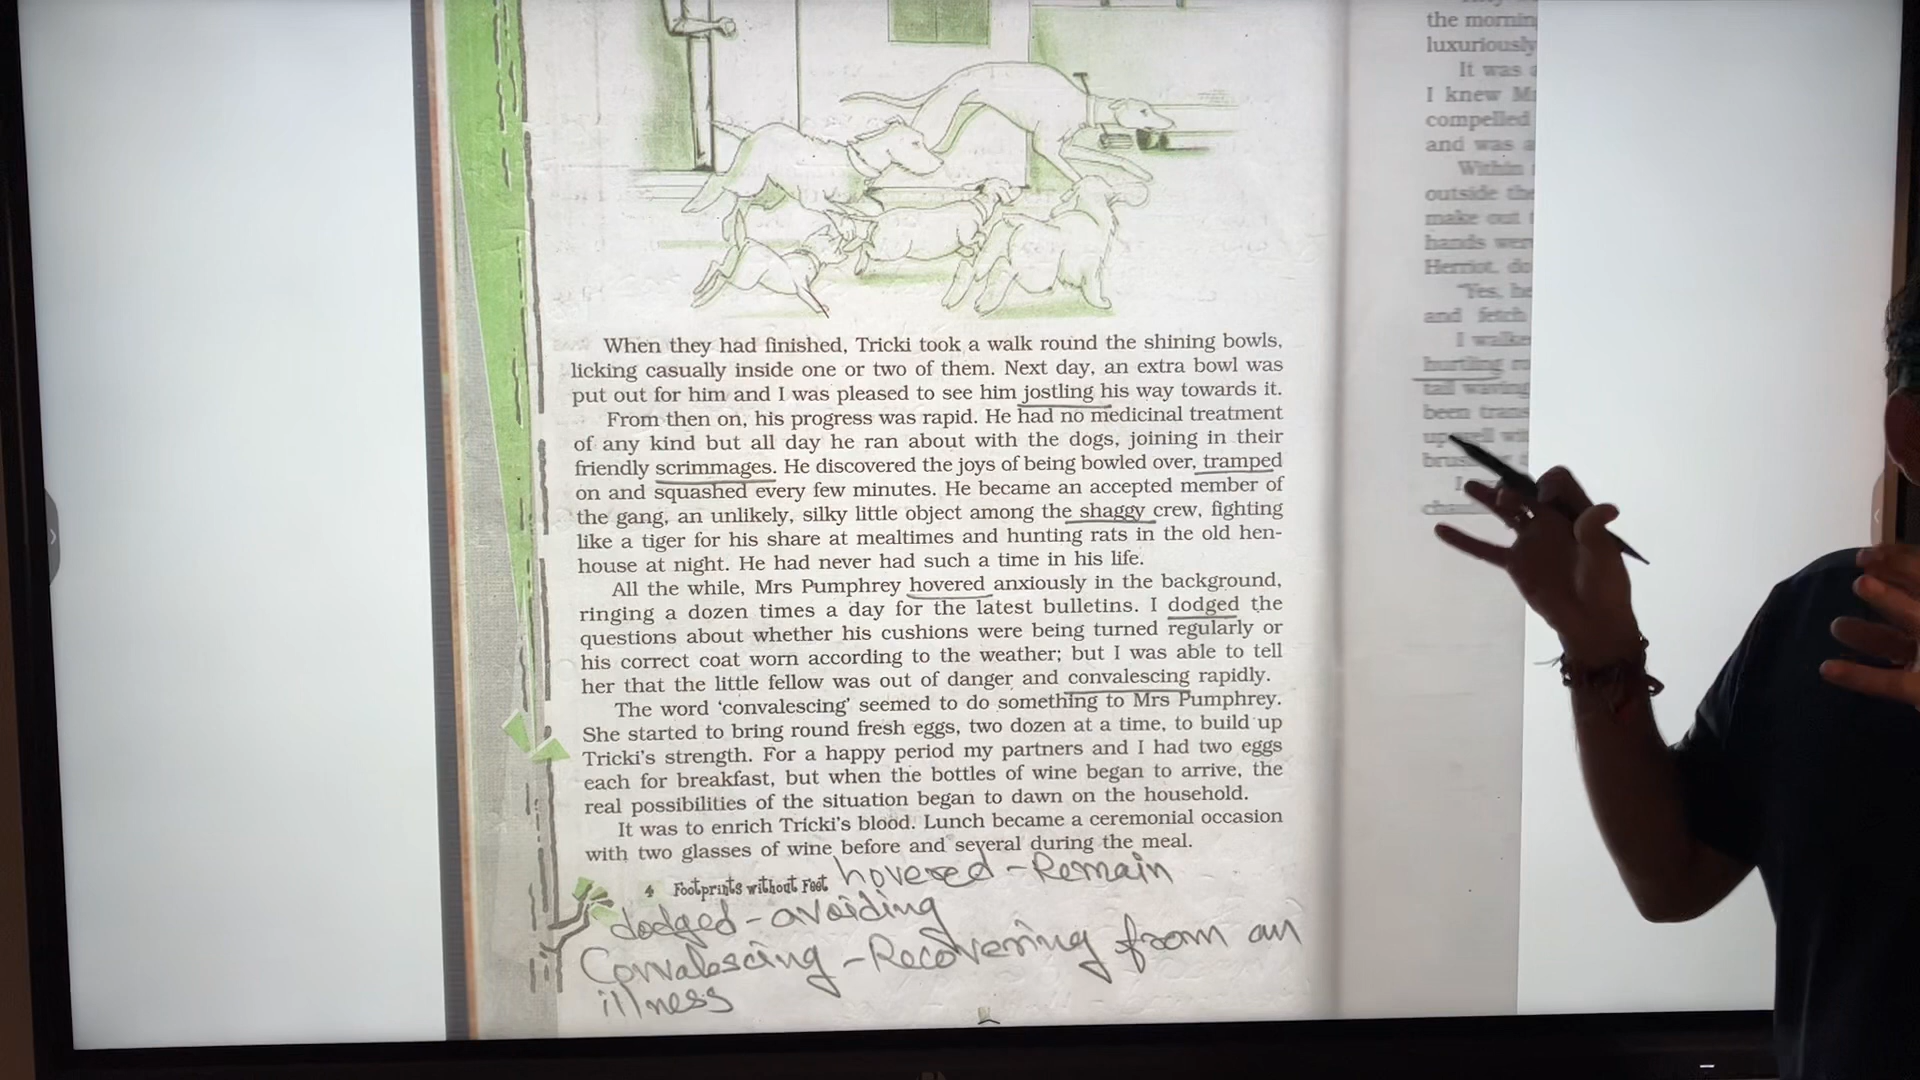 When they had finished, Tricki took a walk round the shining bowls,
licking casually inside one or two of them. Next day, an extra bowl was
put out for him and I was pleased to see him jostling his way towards it.
From then on, his progress was rapid. He had no medicinal treatment
of any kind but all day he ran about with the dogs, joining in their
friendly scrimmages. He discovered the joys of being bowled over, tramped
on and squashed every few minutes. He became an accepted member of
the gang, an unlikely, silky little object among the shaggy crew, fighting
like a tiger for his share at mealtimes and hunting rats in the old hen-
house at night. He had never had such a time in his life.
All the while, Mrs Pumphrey hovered anxiously in the background,
ringing a dozen times a day for the latest bulletins. I dodged the
questions about whether his cushions were being turned regularly or
his correct coat worn according to the weather; but I was able to tell
her that the little fellow was out of danger and convalescing rapidly.
The word ‘convalescing’ seemed to do something to Mrs Pumphrey.
She started to bring round fresh eggs, two dozen at a time, to build up
Tricki's strength. For a happy period my partners and I had two eggs
each for breakfast, but when the bottles of wine began to arrive, the
real possibilities of the situation began to dawn on the household.
It was to enrich Tricki's blood. Lunch became a ceremonial occasion
with two glasses of wine before and several during the meal.
4 Footprints without Feet hovered - Remain
dodged - avoiding
Convalescing - Recovering from an
illness
the mornin
luxuriously
It was
I knew M
compelled
and was a
Within
outside the
make out
hands wer
Herriot, do
"Yes, he
and fetch
I walke
hurtling ro
tail waving
been trans